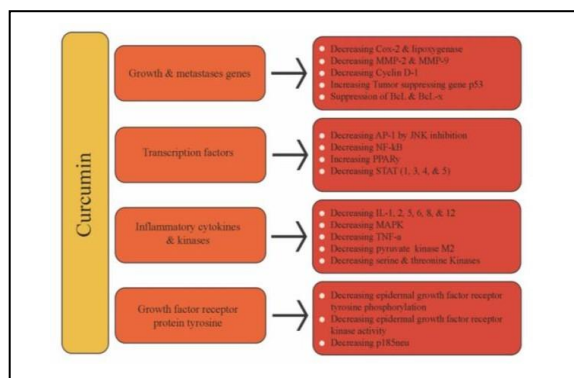 Curcumin
Growth & metastases genes
Decreasing Cox-2 & lipoxygenase
Decreasing MMP-2 & MMP-9
Decreasing Cyclin D-1
Increasing Tumor suppressing gene p53
Suppression of BcL & BcL-x
Transcription factors
Decreasing AP-1 by JNK inhibition
Decreasing NF-kB
Increasing PPARγ
Decreasing STAT (1, 3, 4, & 5)
Inflammatory cytokines
& kinases
Decreasing IL-1, 2, 5, 6, 8, & 12
Decreasing MAPK
Decreasing TNF-α
Decreasing pyruvate kinase M2
Decreasing serine & threonine Kinases
Growth factor receptor
protein tyrosine
Decreasing epidermal growth factor receptor
tyrosine phosphorylation
Decreasing epidermal growth factor receptor
kinase activity
Decreasing p185neu